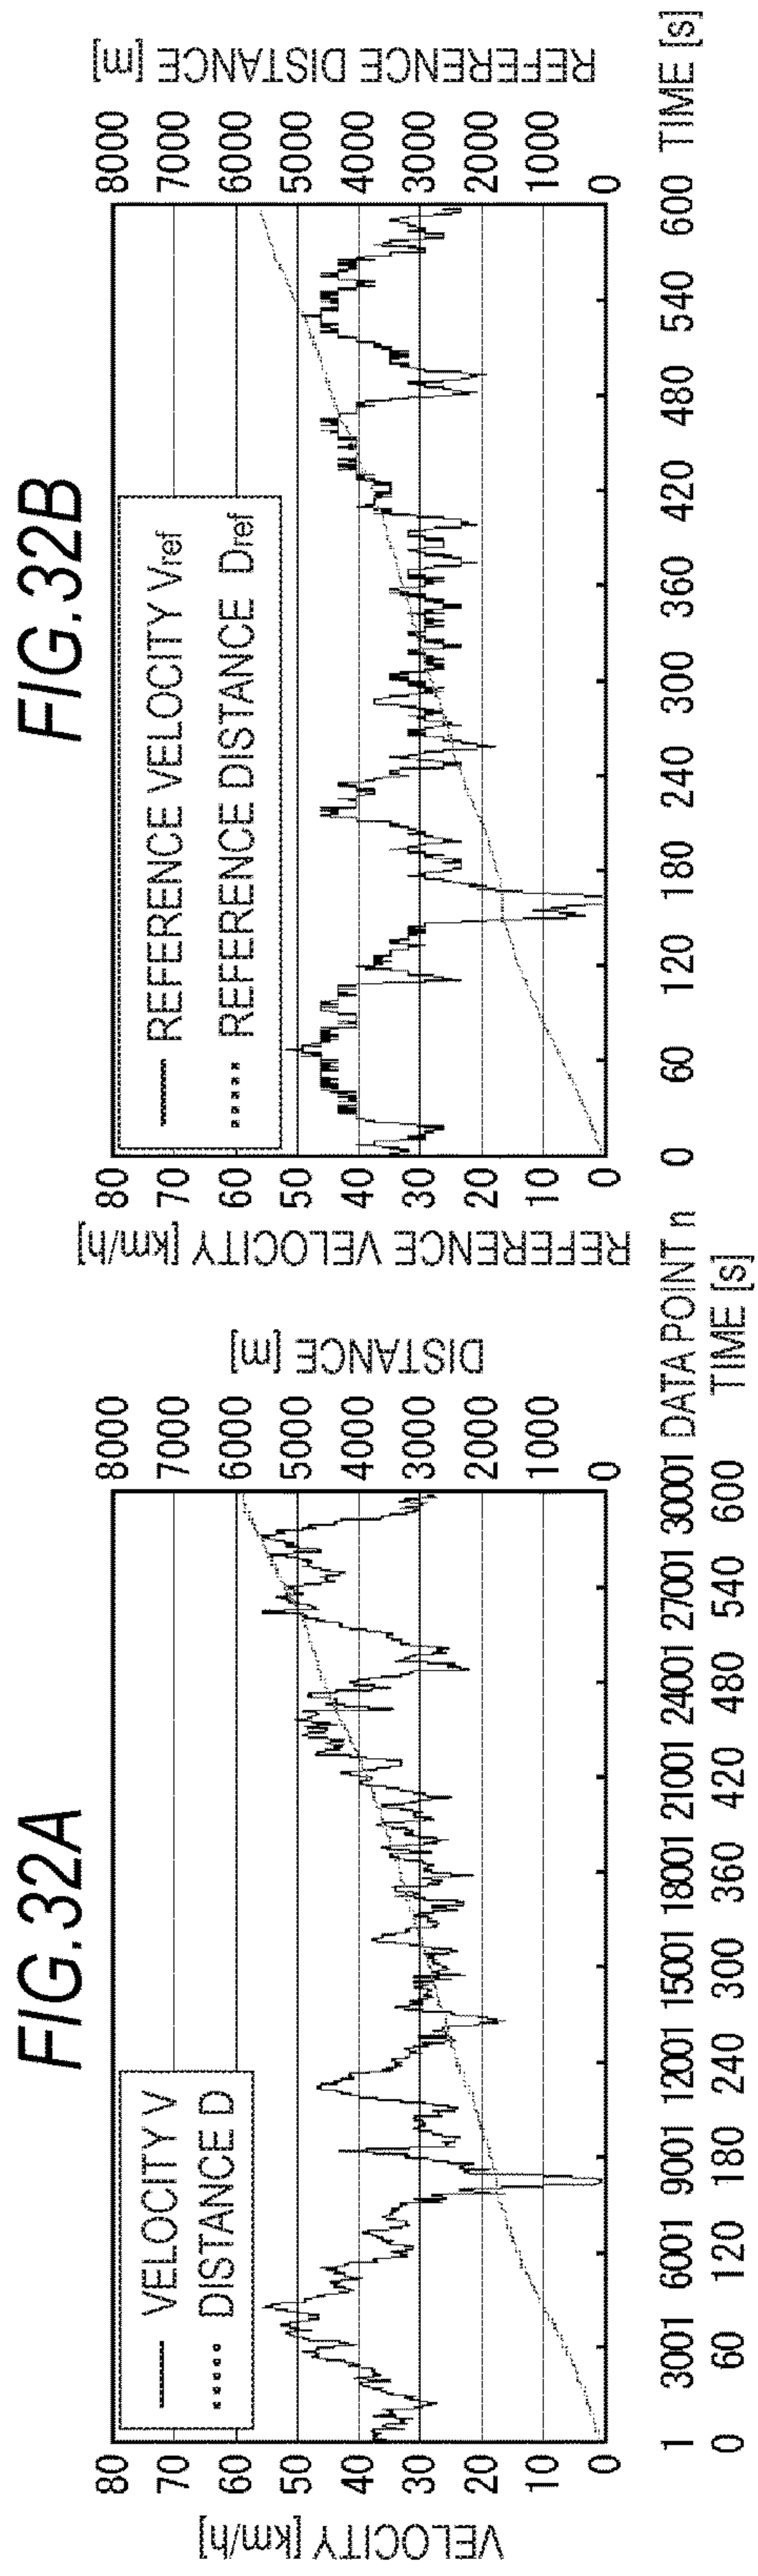 FIG.32A
VELOCITY V
DISTANCE D
VELOCITY [km/h]
80
70
60
50
40
30
20
10
0
DISTANCE [m]
8000
7000
6000
5000
4000
3000
2000
1000
0
1 3001 6001 9001 12001 15001 18001 21001 24001 27001 30001 DATA POINT n
0 60 120 180 240 300 360 420 480 540 600 TIME [s]
FIG.32B
REFERENCE VELOCITY Vref
REFERENCE DISTANCE Dref
REFERENCE VELOCITY [km/h]
80
70
60
50
40
30
20
10
0
REFERENCE DISTANCE [m]
8000
7000
6000
5000
4000
3000
2000
1000
0
0 60 120 180 240 300 360 420 480 540 600 TIME [s]